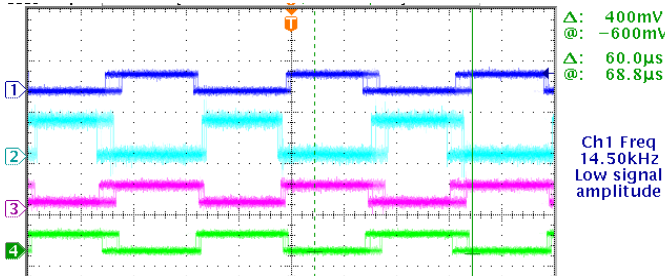 T
Δ: 400mV
@: −600mV
Δ: 60.0µs
@: 68.8µs
1
2
3
4
Ch1 Freq
14.50kHz
Low signal
amplitude